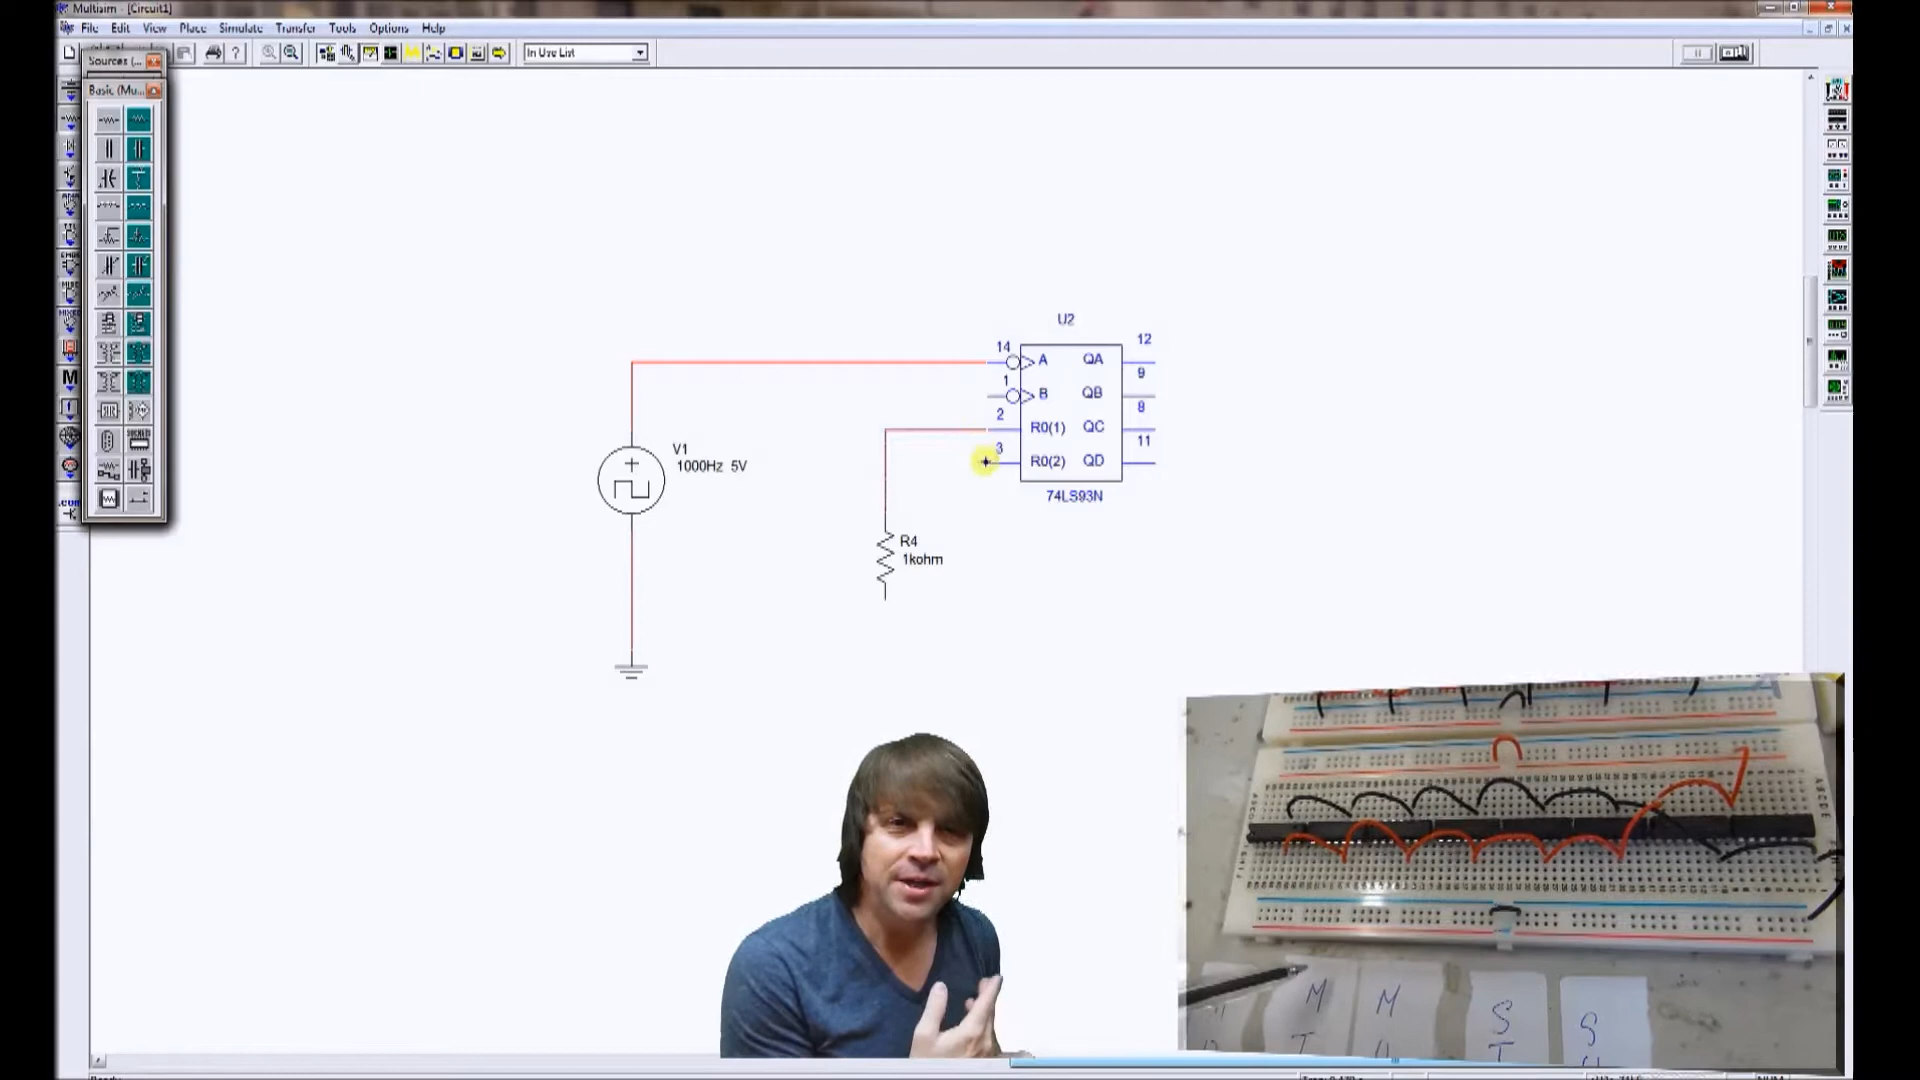 Multisim - [Circuit1]
File Edit View Place Simulate Transfer Tools Options Help
In Use List
Sources (...
Basic (Mu...
U2
14 A QA 12
1 B QB 9
2 R0(1) QC 8
3 R0(2) QD 11
74LS93N
V1
1000Hz 5V
R4
1kohm
M
.com
M M S S
T T